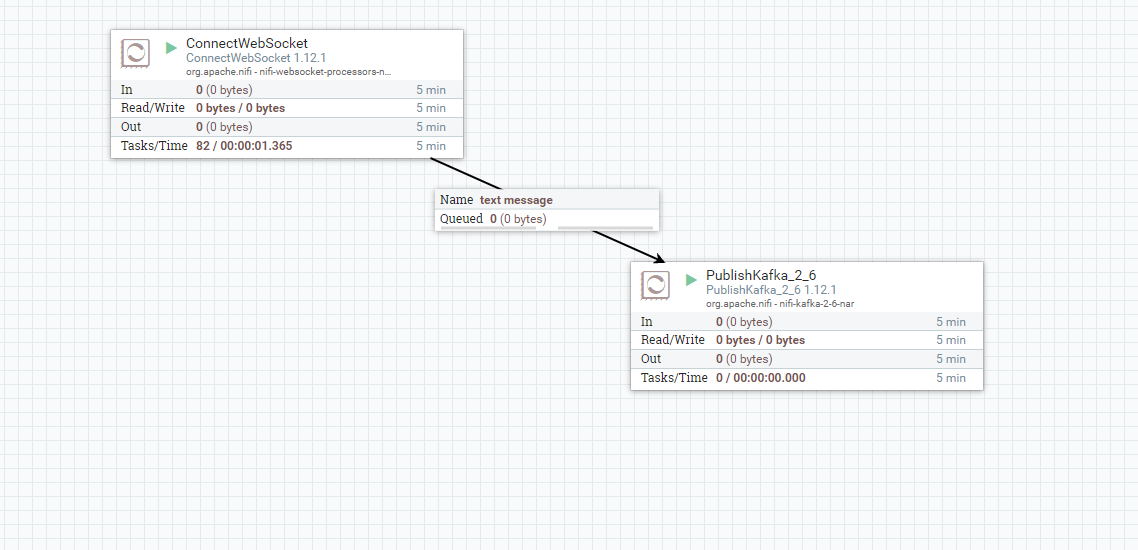 ConnectWebSocket
ConnectWebSocket 1.12.1
org.apache.nifi - nifi-websocket-processors-n...
In 0 (0 bytes) 5 min
Read/Write 0 bytes / 0 bytes 5 min
Out 0 (0 bytes) 5 min
Tasks/Time 82 / 00:00:01.365 5 min
Name text message
Queued 0 (0 bytes)
PublishKafka_2_6
PublishKafka_2_6 1.12.1
org.apache.nifi - nifi-kafka-2-6-nar
In 0 (0 bytes) 5 min
Read/Write 0 bytes / 0 bytes 5 min
Out 0 (0 bytes) 5 min
Tasks/Time 0 / 00:00:00.000 5 min